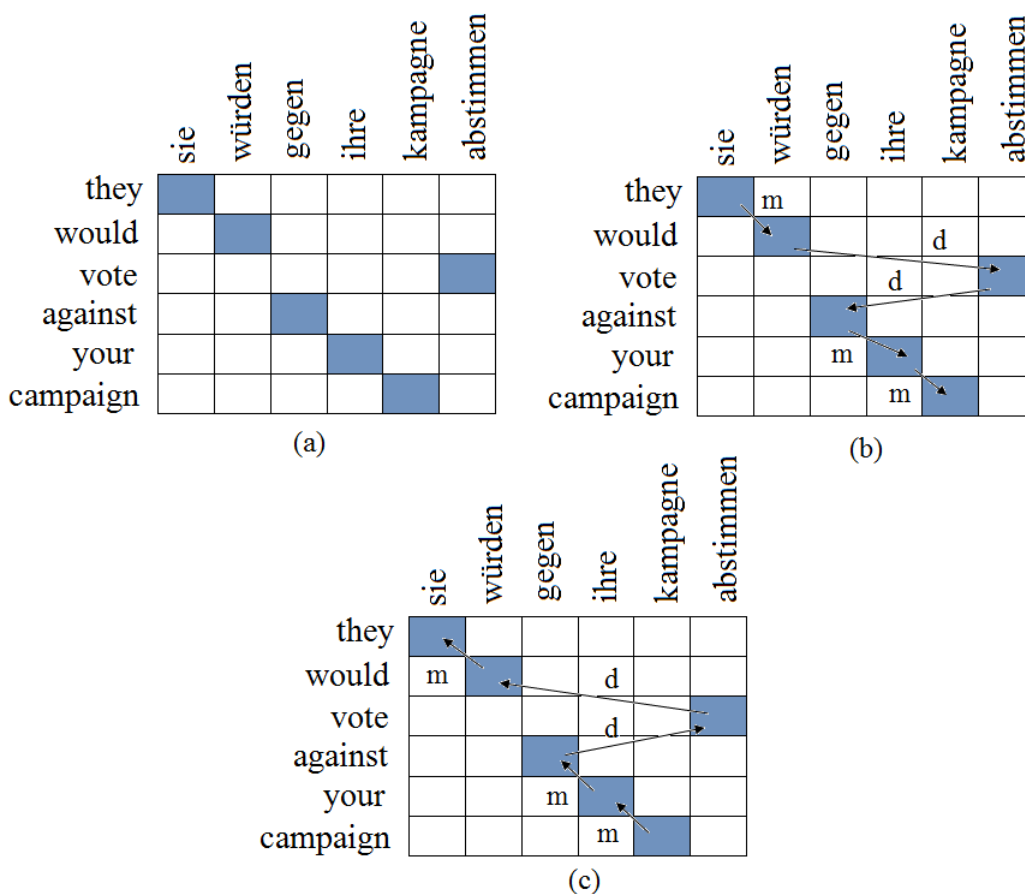 sie würden gegen ihre kampagne abstimmen
they
would
vote
against
your
campaign
(a)
sie würden gegen ihre kampagne abstimmen
they
m
would
d
vote
d
against
your
m
campaign
m
(b)
sie würden gegen ihre kampagne abstimmen
they
would
m
d
vote
d
against
your
m
campaign
m
(c)